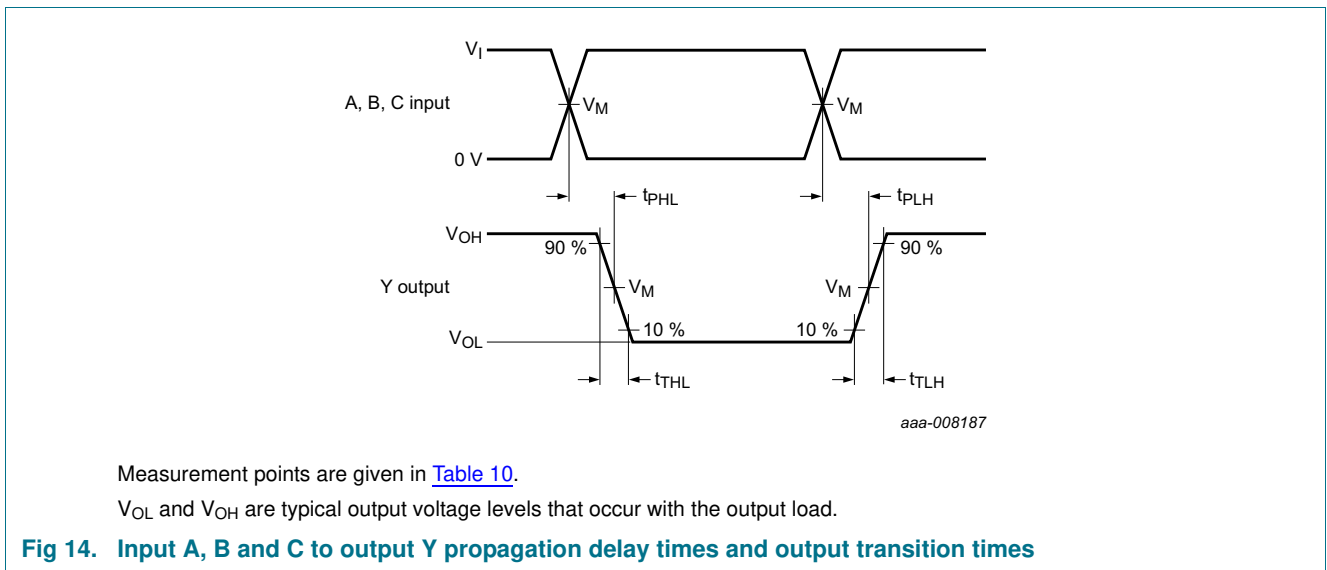 VI
A, B, C input
VM
VM
0 V
tPHL
tPLH
VOH
90 %
90 %
Y output
VM
VM
10 %
10 %
VOL
tTHL
tTLH
aaa-008187
Measurement points are given in Table 10.
VOL and VOH are typical output voltage levels that occur with the output load.
Fig 14. Input A, B and C to output Y propagation delay times and output transition times